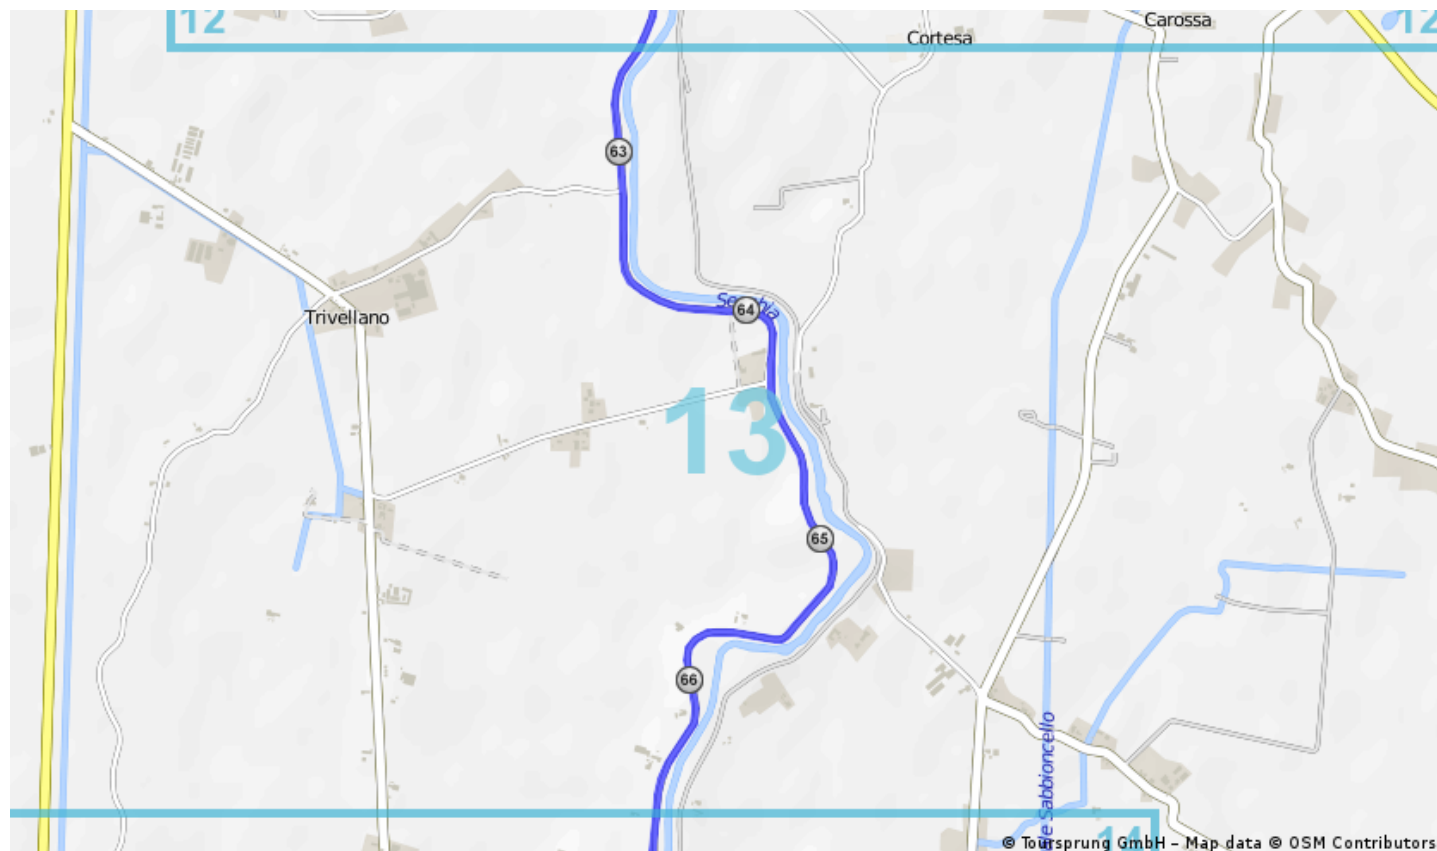 12
Carossa
12
Cortesa
63
64
Trivellano
13
65
66
Sabbioncello
14
© Toursprung GmbH – Map data © OSM Contributors